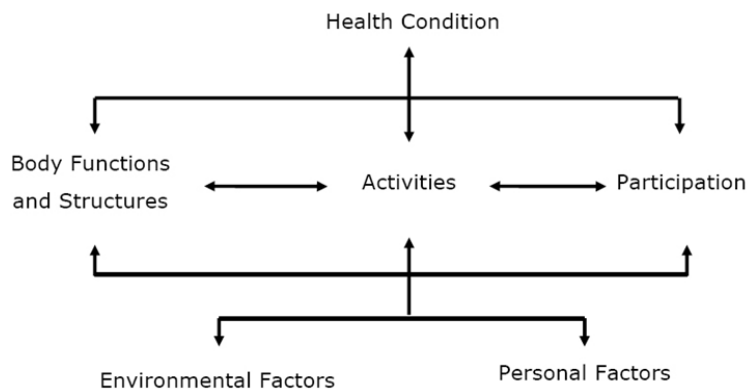 Health Condition
Body Functions
and Structures
Activities
Participation
Environmental Factors
Personal Factors